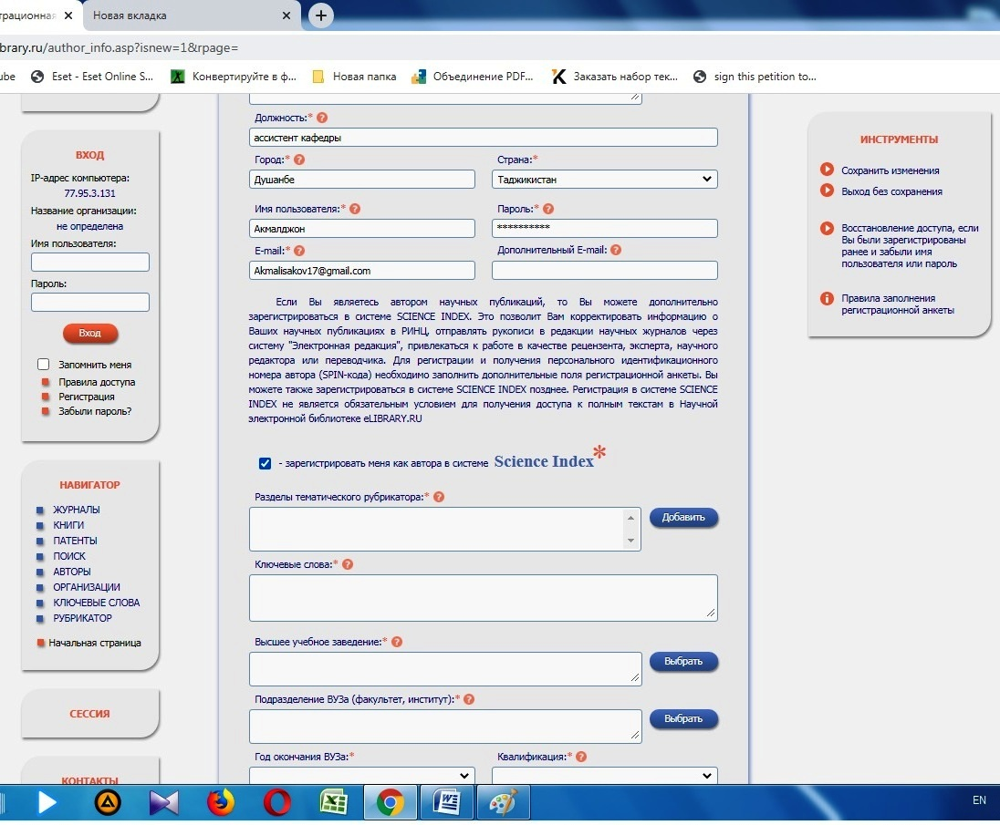 трационная
Новая вкладка
brary.ru/author_info.asp?isnew=1&rpage=
ube
Eset - Eset Online S...
Конвертируйте в ф...
Новая папка
Объединение PDF...
Заказать набор тек...
sign this petition to...
ВХОД
IP-адрес компьютера:
77.95.3.131
Название организации:
не определена
Имя пользователя:
Пароль:
Вход
Запомнить меня
Правила доступа
Регистрация
Забыли пароль?
НАВИГАТОР
ЖУРНАЛЫ
КНИГИ
ПАТЕНТЫ
ПОИСК
АВТОРЫ
ОРГАНИЗАЦИИ
КЛЮЧЕВЫЕ СЛОВА
РУБРИКАТОР
Начальная страница
СЕССИЯ
КОНТАКТЫ
Должность:* ?
ассистент кафедры
Город:* ? Страна:*
Душанбе Таджикистан
Имя пользователя:* ? Пароль:* ?
Акмалджон **********
E-mail:* ? Дополнительный E-mail: ?
Akmalisakov17@gmail.com
Если Вы являетесь автором научных публикаций, то Вы можете дополнительно
зарегистрироваться в системе SCIENCE INDEX. Это позволит Вам корректировать информацию о
Ваших научных публикациях в РИНЦ, отправлять рукописи в редакции научных журналов через
систему "Электронная редакция", привлекаться к работе в качестве рецензента, эксперта, научного
редактора или переводчика. Для регистрации и получения персонального идентификационного
номера автора (SPIN-кода) необходимо заполнить дополнительные поля регистрационной анкеты. Вы
можете также зарегистрироваться в системе SCIENCE INDEX позднее. Регистрация в системе SCIENCE
INDEX не является обязательным условием для получения доступа к полным текстам в Научной
электронной библиотеке eLIBRARY.RU
- зарегистрировать меня как автора в системе Science Index*
Разделы тематического рубрикатора:* ?
Добавить
Ключевые слова:* ?
Высшее учебное заведение:* ?
Выбрать
Подразделение ВУЗа (факультет, институт):* ?
Выбрать
Год окончания ВУЗа:* Квалификация:* ?
ИНСТРУМЕНТЫ
Сохранить изменения
Выход без сохранения
Восстановление доступа, если
Вы были зарегистрированы
ранее и забыли имя
пользователя или пароль
Правила заполнения
регистрационной анкеты
EN